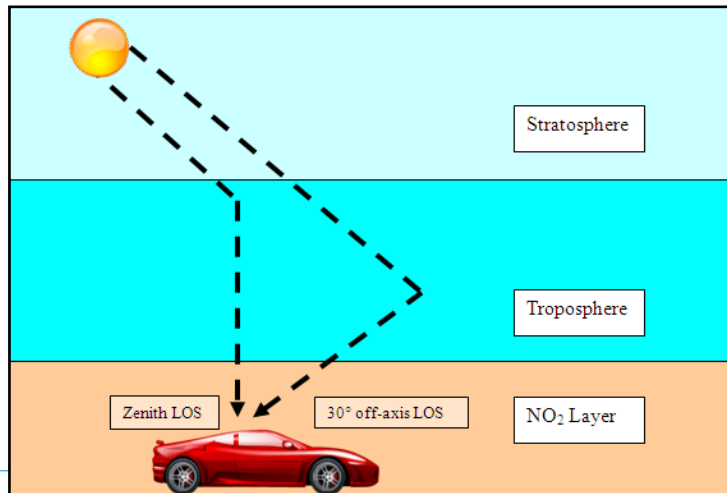 Stratosphere
Troposphere
Zenith LOS
30° off-axis LOS
NO₂ Layer